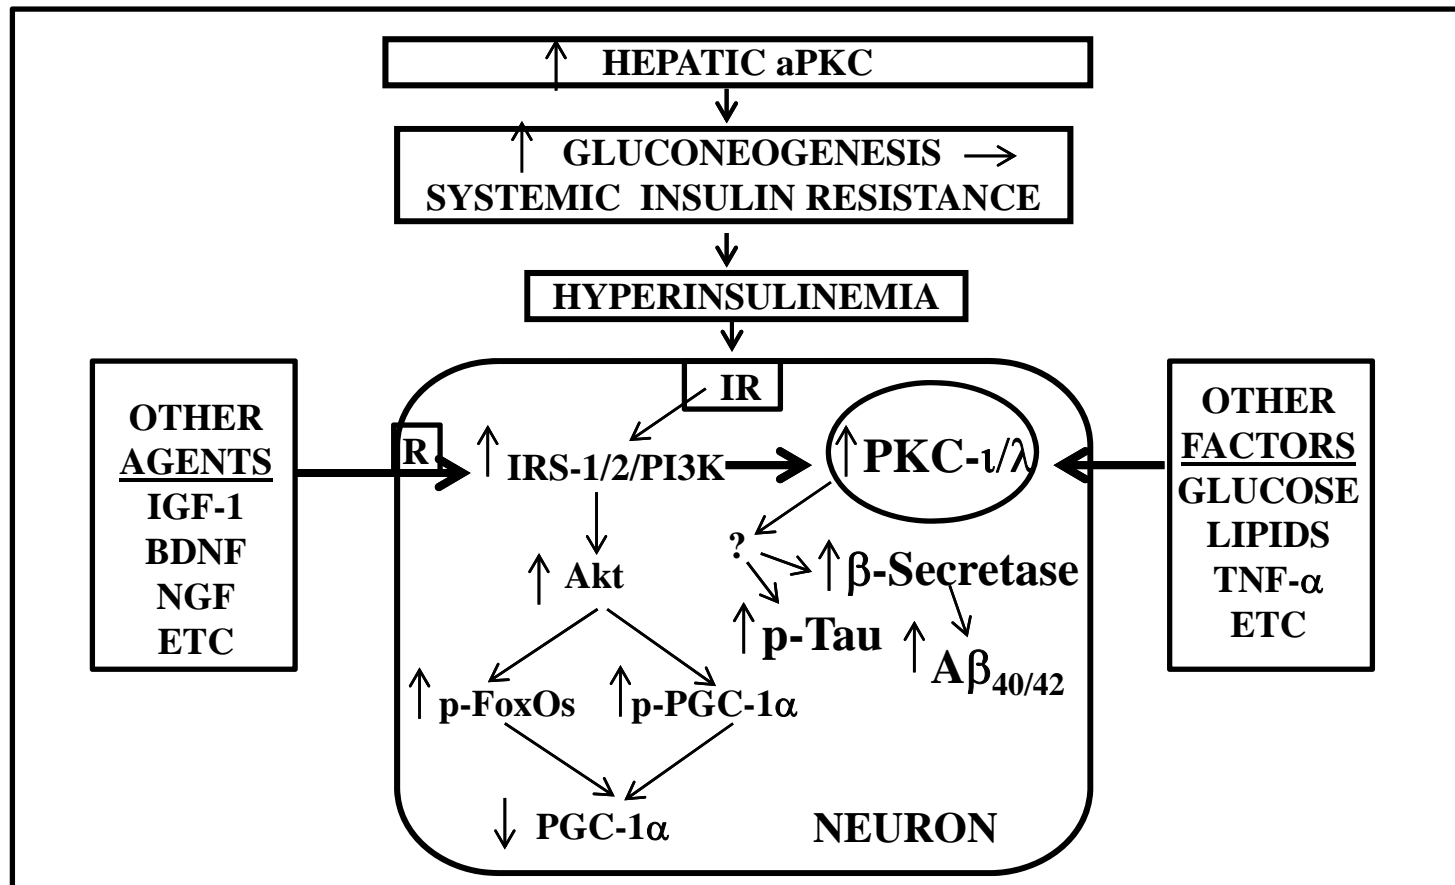 ↑ HEPATIC aPKC
↑ GLUCONEOGENESIS →
SYSTEMIC INSULIN RESISTANCE
HYPERINSULINEMIA
OTHER
AGENTS
IGF-1
BDNF
NGF
ETC
R
IR
↑ IRS-1/2/PI3K
↑ PKC-ι/λ
?
↑ Akt
↑ β-Secretase
↑ p-Tau
↑ Aβ40/42
↑ p-FoxOs
↑ p-PGC-1α
↓ PGC-1α
NEURON
OTHER
FACTORS
GLUCOSE
LIPIDS
TNF-α
ETC